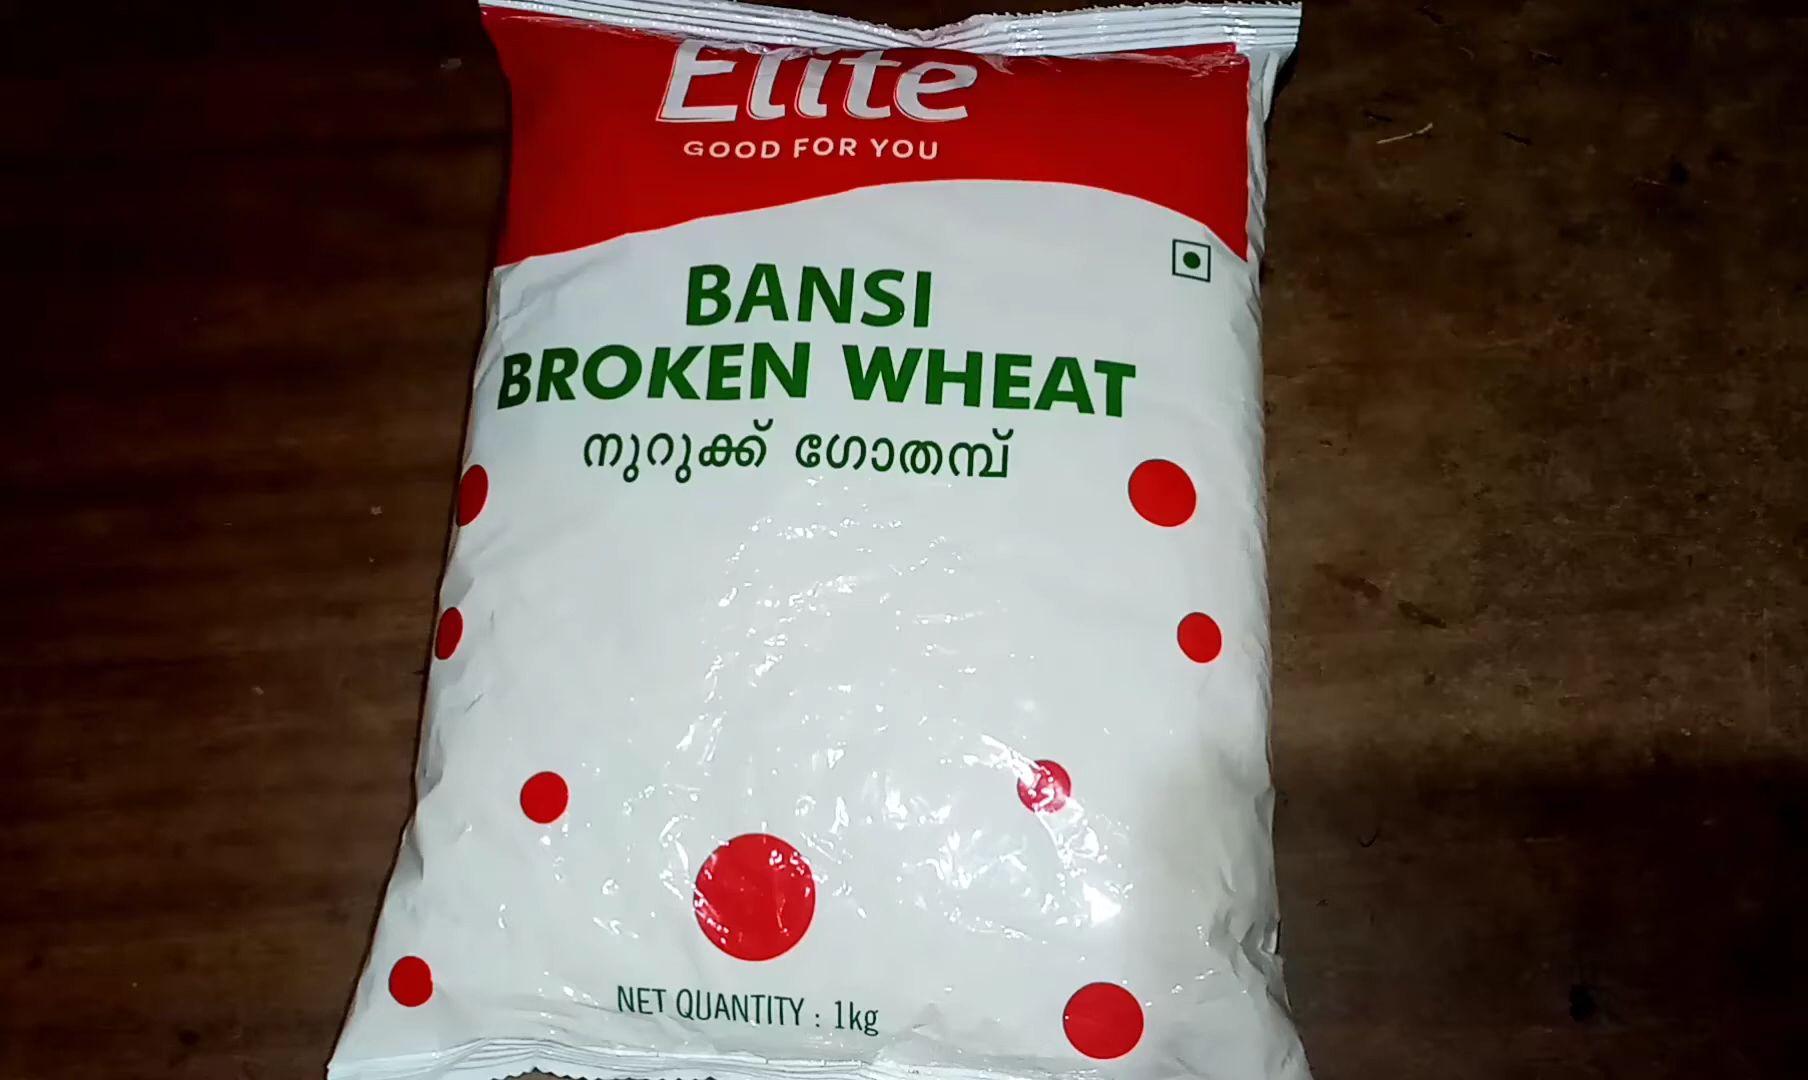 Elite
GOOD FOR YOU
BANSI
BROKEN WHEAT
നുറുക്ക് ഗോതമ്പ്
NET QUANTITY : 1kg